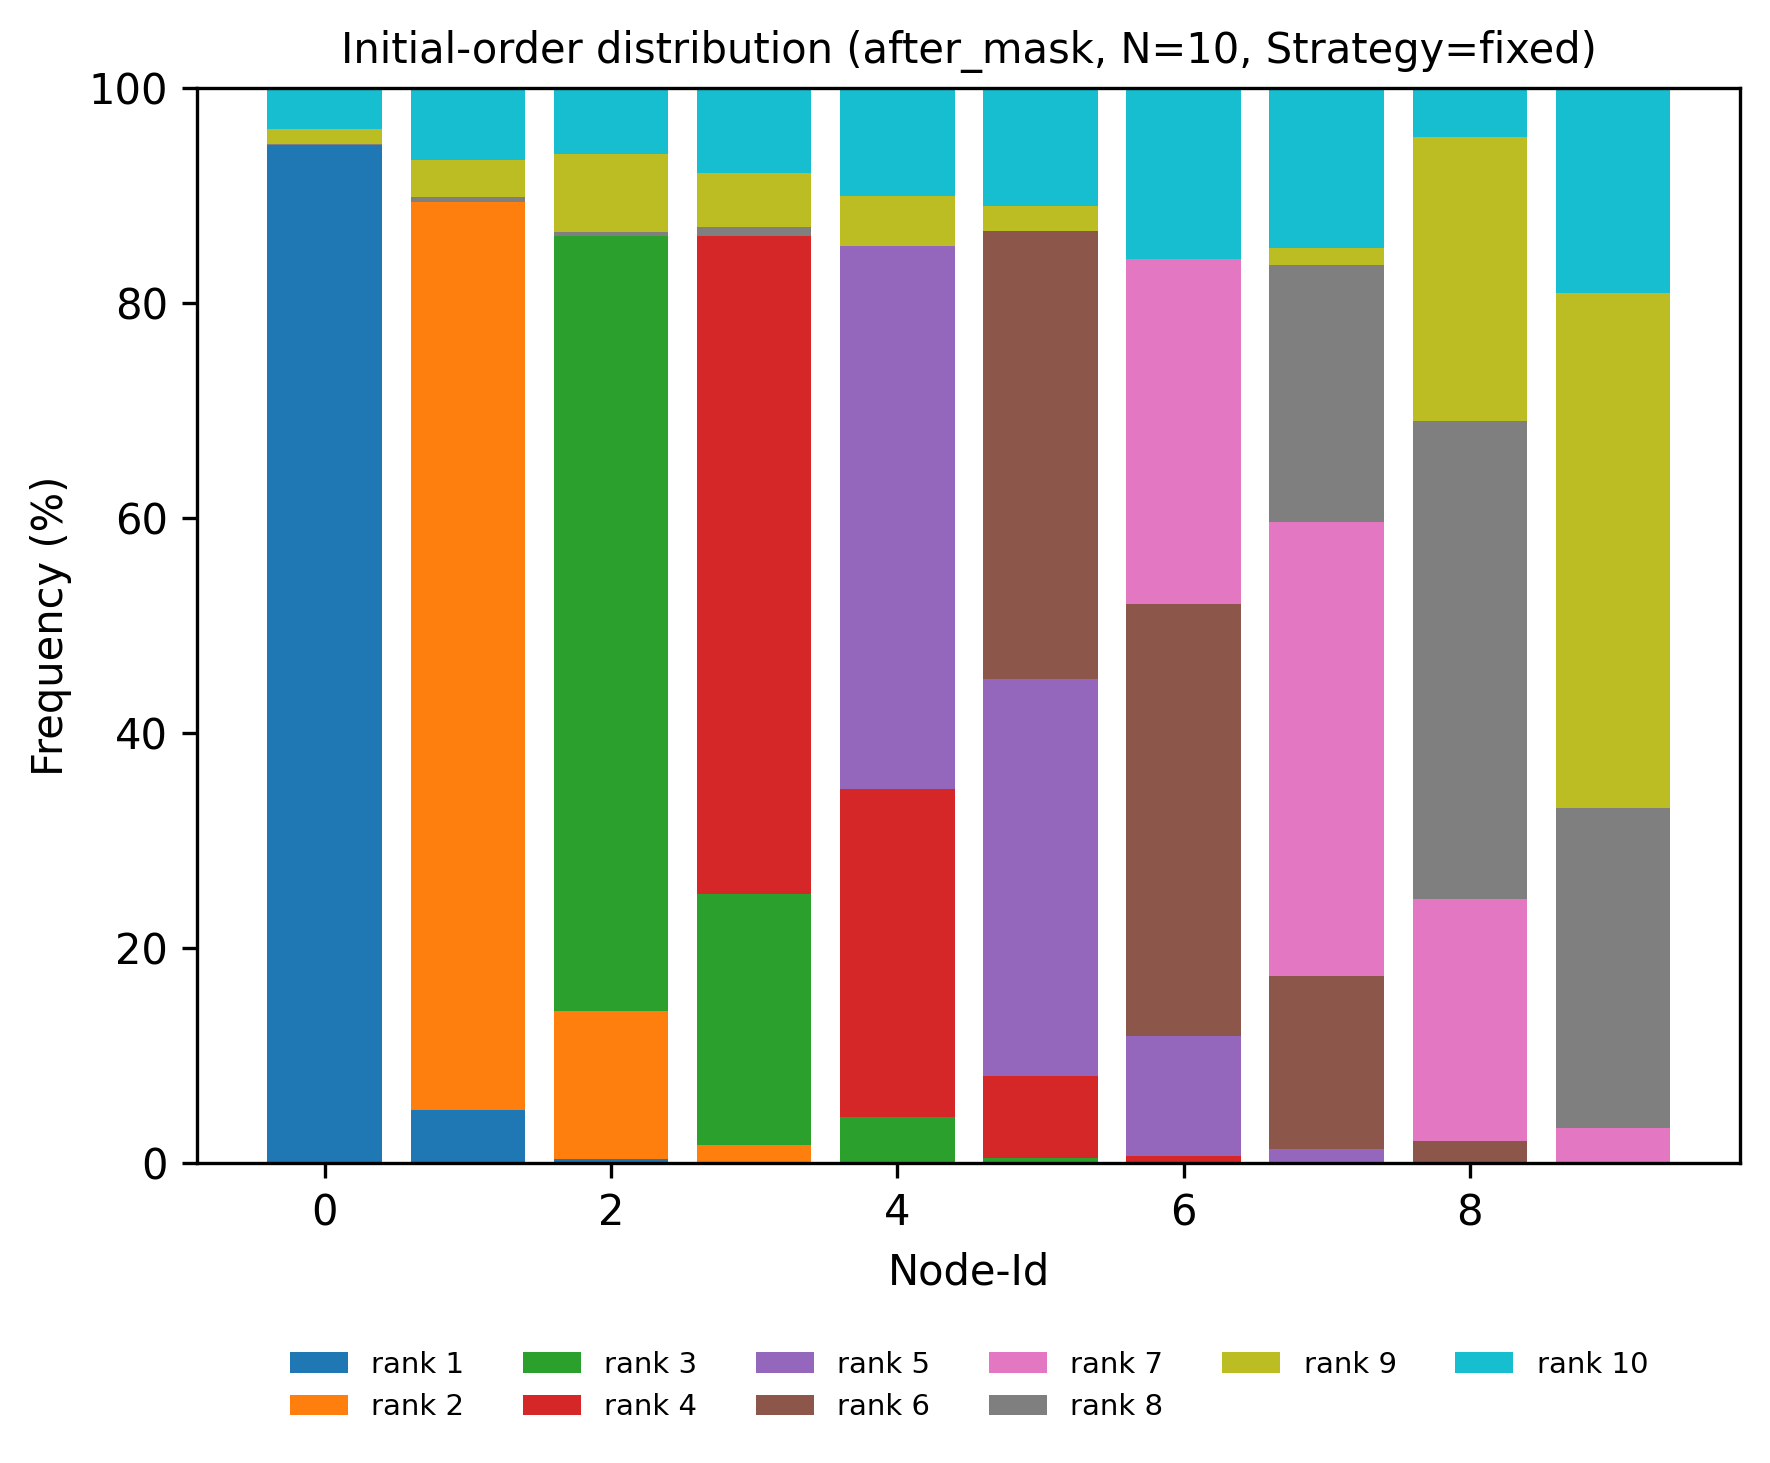 Initial-order distribution (after_mask, N=10, Strategy=fixed)
100
80
60
40
20
0
Frequency (%)
0 2 4 6 8
Node-Id
rank 1 rank 3 rank 5 rank 7 rank 9 rank 10
rank 2 rank 4 rank 6 rank 8